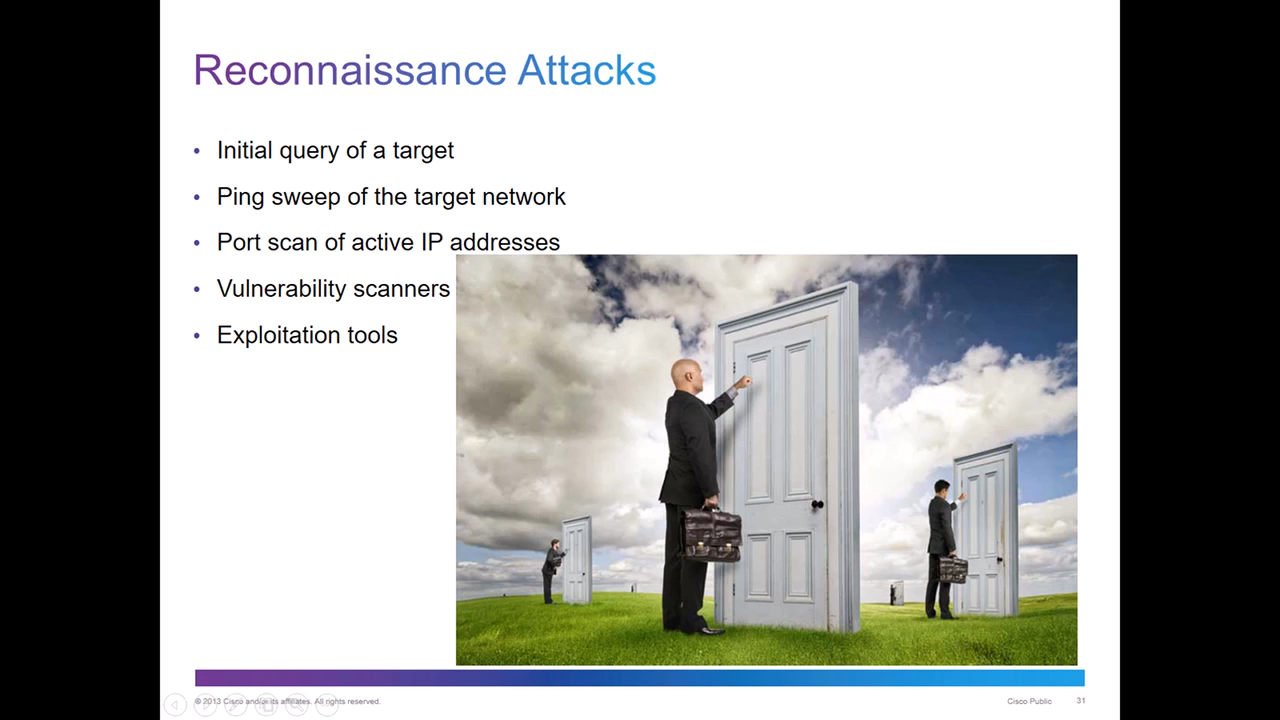 Reconnaissance Attacks
• Initial query of a target
• Ping sweep of the target network
• Port scan of active IP addresses
• Vulnerability scanners
• Exploitation tools
© 2013 Cisco and/or its affiliates. All rights reserved.
Cisco Public
31